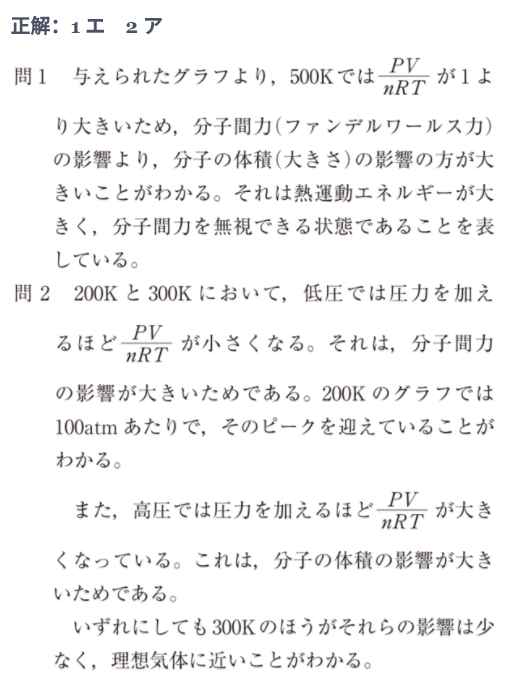 正解： 1 エ　2 ア
問1　与えられたグラフより，500Kでは PV/nRT が1よ
り大きいため，分子間力(ファンデルワールス力)
の影響より，分子の体積(大きさ)の影響の方が大
きいことがわかる。それは熱運動エネルギーが大
きく，分子間力を無視できる状態であることを表
している。
問2　200Kと300Kにおいて，低圧では圧力を加え
るほど PV/nRT が小さくなる。それは，分子間力
の影響が大きいためである。200Kのグラフでは
100atmあたりで，そのピークを迎えていることが
わかる。
また，高圧では圧力を加えるほど PV/nRT が大き
くなっている。これは，分子の体積の影響が大き
いためである。
いずれにしても300Kのほうがそれらの影響は少
なく，理想気体に近いことがわかる。